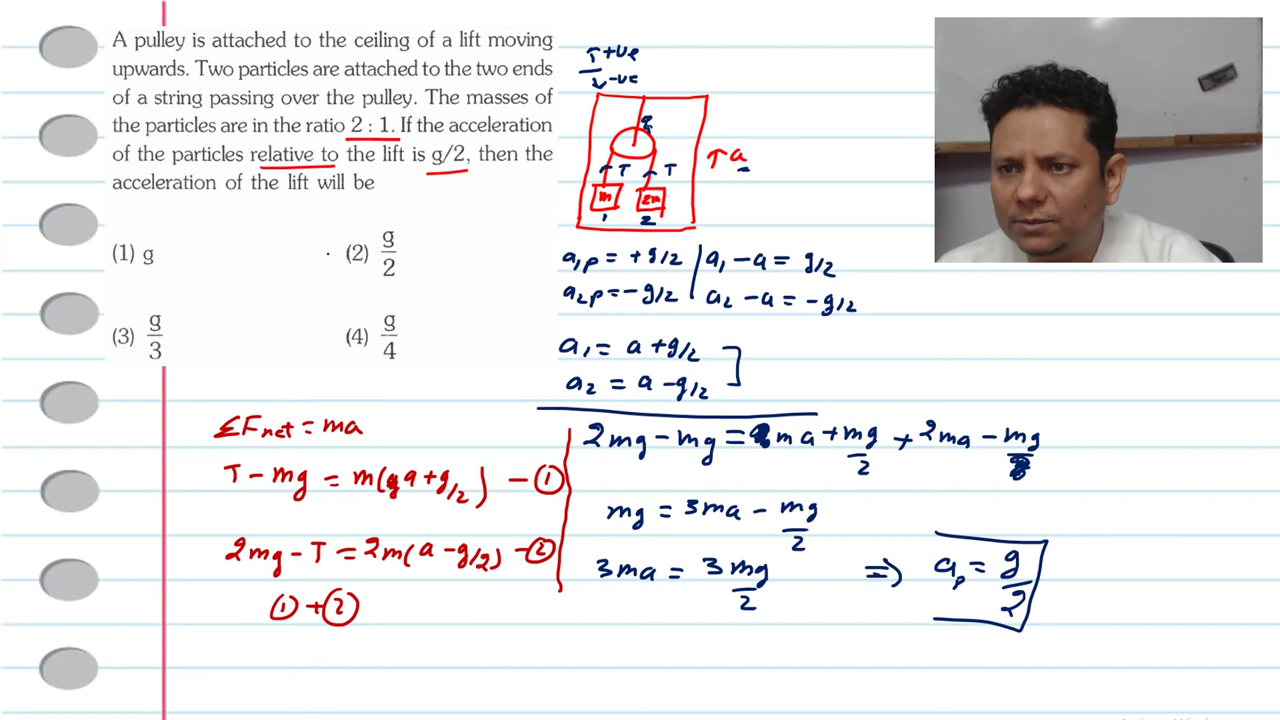 A pulley is attached to the ceiling of a lift moving
upwards. Two particles are attached to the two ends
of a string passing over the pulley. The masses of
the particles are in the ratio 2 : 1. If the acceleration
of the particles relative to the lift is g/2, then the
acceleration of the lift will be
(1) g
(2) g/2
(3) g/3
(4) g/4
↑ +ve
↓ -ve
T T
m 2m
1 2
↑ a
a₁p = +g/2 | a₁ - a = g/2
a₂p = -g/2 | a₂ - a = -g/2
a₁ = a + g/2
a₂ = a - g/2
ΣFnet = ma
T - mg = m(a + g/2) - ①
2mg - T = 2m(a - g/2) - ②
① + ②
2mg - mg = ma + mg/2 + 2ma - mg
mg = 3ma - mg/2
3ma = 3mg/2 ⇒ ap = g/2